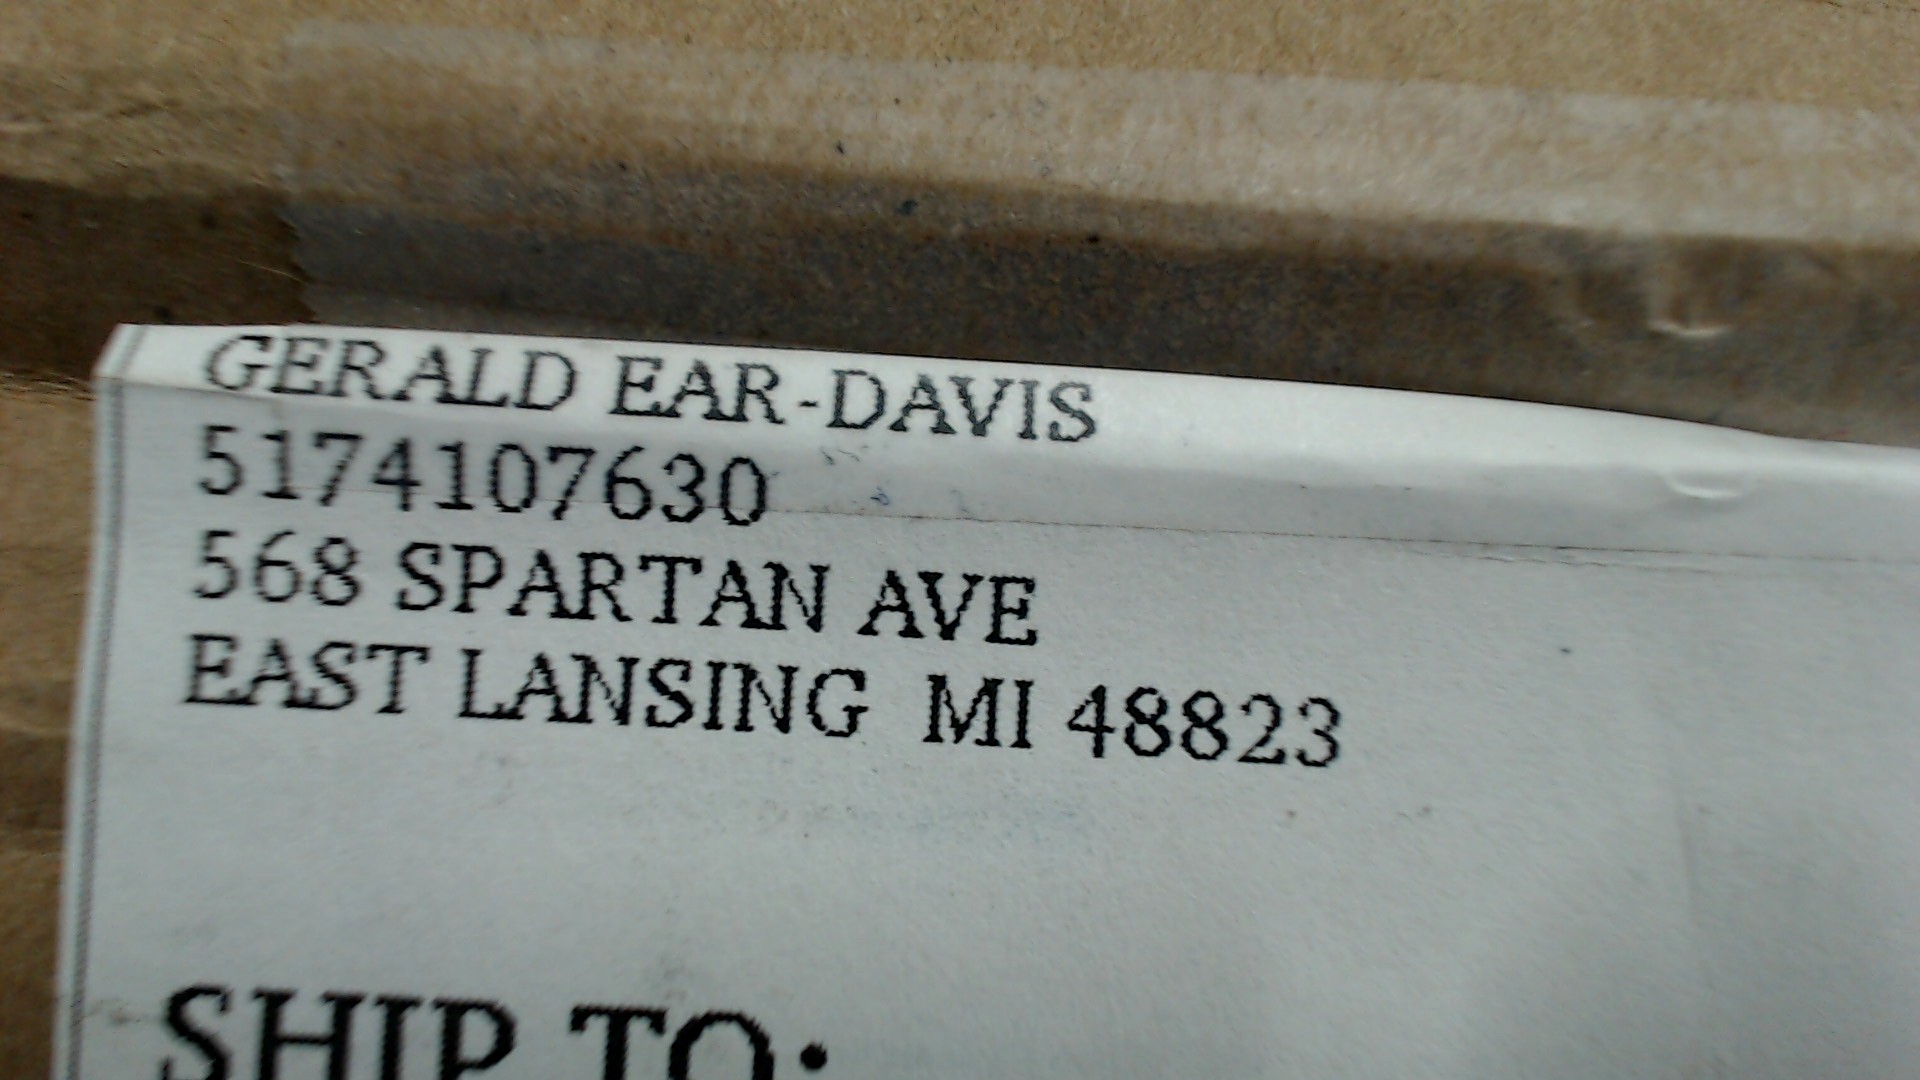 GERALD EAR-DAVIS
5174107630
568 SPARTAN AVE
EAST LANSING MI 48823
SHIP TO: